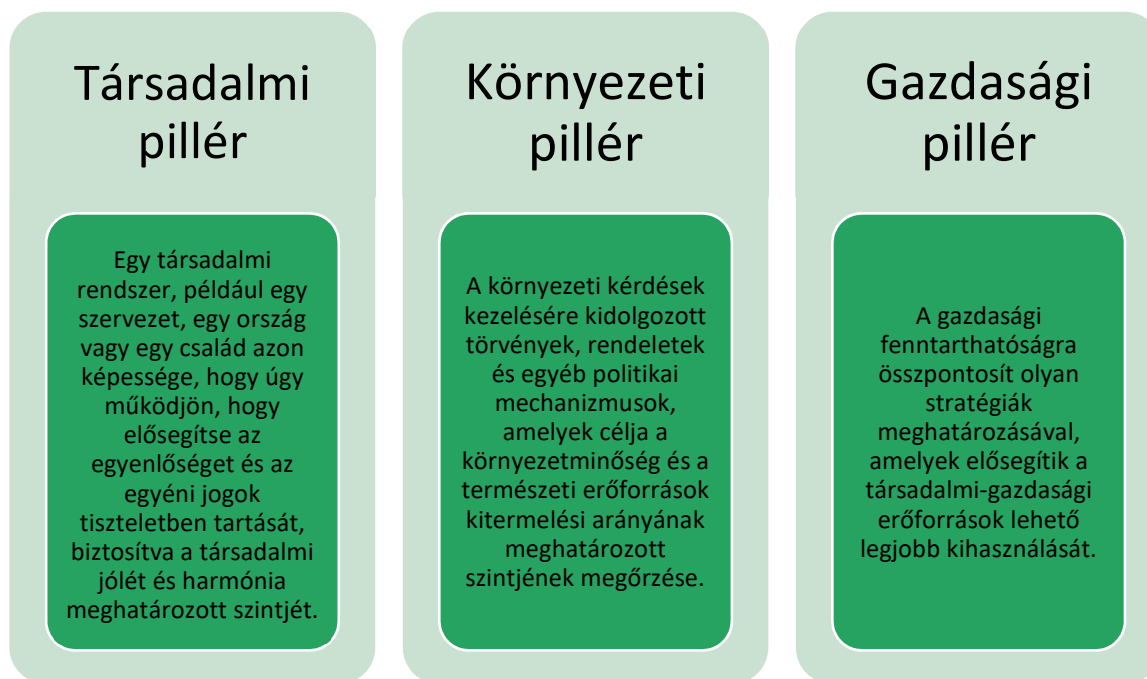 Társadalmi
pillér
Egy társadalmi
rendszer, például egy
szervezet, egy ország
vagy egy család azon
képessége, hogy úgy
működjön, hogy
elősegítse az
egyenlőséget és az
egyéni jogok
tiszteletben tartását,
biztosítva a társadalmi
jólét és harmónia
meghatározott szintjét.
Környezeti
pillér
A környezeti kérdések
kezelésére kidolgozott
törvények, rendeletek
és egyéb politikai
mechanizmusok,
amelyek célja a
környezetminőség és a
természeti erőforrások
kitermelési arányának
meghatározott
szintjének megőrzése.
Gazdasági
pillér
A gazdasági
fenntarthatóságra
összpontosít olyan
stratégiák
meghatározásával,
amelyek elősegítik a
társadalmi-gazdasági
erőforrások lehető
legjobb kihasználását.